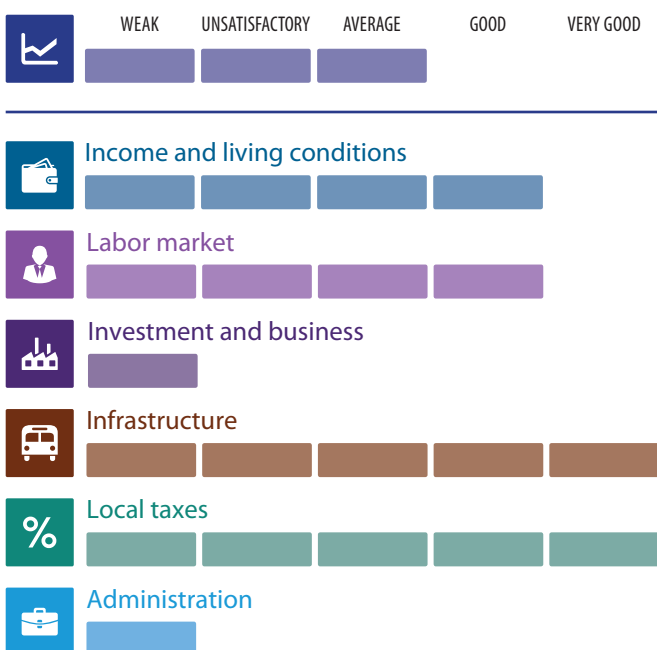 WEAK UNSATISFACTORY AVERAGE GOOD VERY GOOD
Income and living conditions
Labor market
Investment and business
Infrastructure
Local taxes
%
Administration